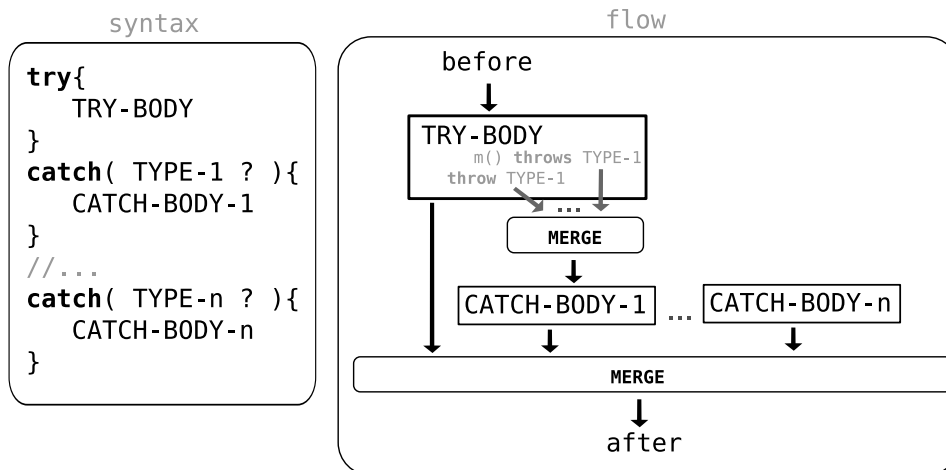 syntax
try{
TRY-BODY
}
catch( TYPE-1 ? ){
CATCH-BODY-1
}
//...
catch( TYPE-n ? ){
CATCH-BODY-n
}
flow
before
TRY-BODY
m() throws TYPE-1
throw TYPE-1
...
MERGE
CATCH-BODY-1 ... CATCH-BODY-n
MERGE
after